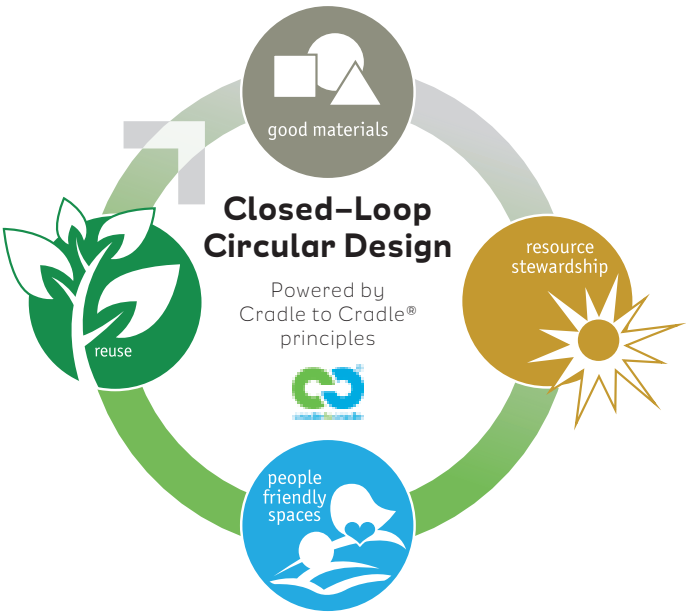 good materials
Closed–Loop
Circular Design
Powered by
Cradle to Cradle®
principles
resource
stewardship
reuse
people
friendly
spaces